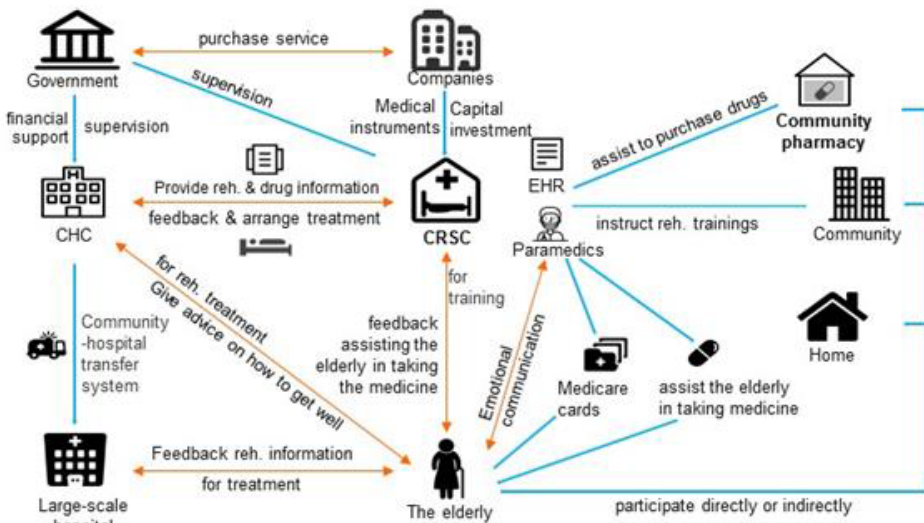 purchase service
Government
Companies
supervision
financial
support
supervision
Medical
instruments
Capital
investment
assist to purchase drugs
Community
pharmacy
EHR
Provide reh. & drug information
feedback & arrange treatment
CHC
CRSC
Paramedics
instruct reh. trainings
Community
for reh. treatment
Give advice on how to get well
for
training
Community
-hospital
transfer
system
feedback
assisting the
elderly in taking
the medicine
Emotional
communication
Medicare
cards
assist the elderly
in taking medicine
Home
Feedback reh. information
for treatment
Large-scale
hospital
The elderly
participate directly or indirectly